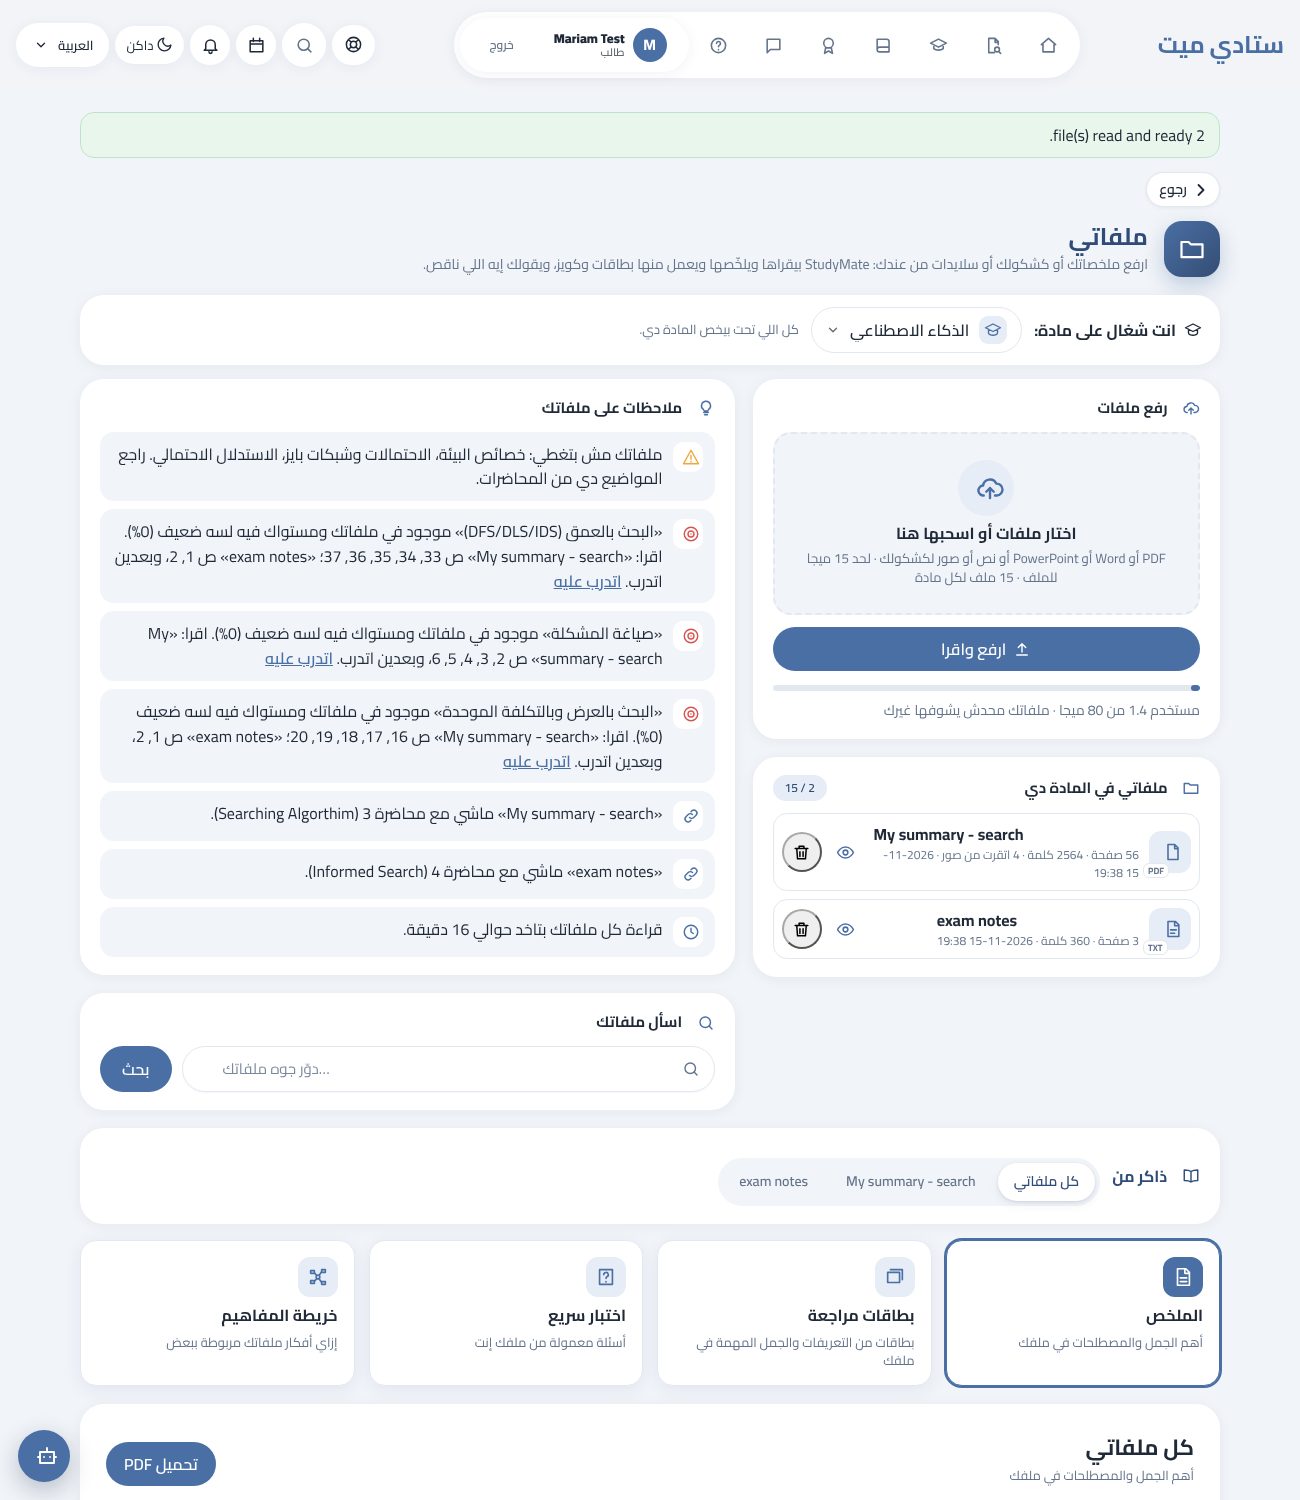 ستادي ميت
M
Mariam Test
طالب
خروج
داكن
العربية
2 file(s) read and ready.
رجوع
ملفاتي
ارفع ملخصاتك أو كشكولك أو سلايدات من عندك: StudyMate بيقراها ويلخّصها ويعمل منها بطاقات وكويز، ويقولك إيه اللي ناقص.
انت شغال على مادة:
الذكاء الاصطناعي
كل اللي تحت بيخص المادة دي.
رفع ملفات
اختار ملفات أو اسحبها هنا
PDF أو Word أو PowerPoint أو نص أو صور لكشكولك · لحد 15 ميجا
للملف · 15 ملف لكل مادة
ارفع واقرا
مستخدم 1.4 من 80 ميجا · ملفاتك محدش يشوفها غيرك
ملفاتي في المادة دي
15 / 2
My summary - search
56 صفحة · 2564 كلمة · 4 اتقرت من صور · 2026-11-
15 19:38
PDF
exam notes
3 صفحة · 360 كلمة · 2026-11-15 19:38
TXT
ملاحظات على ملفاتك
ملفاتك مش بتغطي: خصائص البيئة، الاحتمالات وشبكات بايز، الاستدلال الاحتمالي. راجع
المواضيع دي من المحاضرات.
«البحث بالعمق (DFS/DLS/IDS)» موجود في ملفاتك ومستواك فيه لسه ضعيف (0%).
اقرا: «My summary - search» ص 33, 34, 35, 36, 37؛ «exam notes» ص 1, 2، وبعدين
اتدرب. اتدرب عليه
«صياغة المشكلة» موجود في ملفاتك ومستواك فيه لسه ضعيف (0%). اقرا: «My
summary - search» ص 2, 3, 4, 5, 6، وبعدين اتدرب. اتدرب عليه
«البحث بالعرض وبالتكلفة الموحدة» موجود في ملفاتك ومستواك فيه لسه ضعيف
(0%). اقرا: «My summary - search» ص 16, 17, 18, 19, 20؛ «exam notes» ص 1, 2،
وبعدين اتدرب. اتدرب عليه
«My summary - search» ماشي مع محاضرة 3 (Searching Algorthim).
«exam notes» ماشي مع محاضرة 4 (Informed Search).
قراءة كل ملفاتك بتاخد حوالي 16 دقيقة.
اسأل ملفاتك
دوّر جوه ملفاتك...
بحث
ذاكر من
كل ملفاتي
My summary - search
exam notes
الملخص
أهم الجمل والمصطلحات في ملفك
بطاقات مراجعة
بطاقات من التعريفات والجمل المهمة في
ملفك
اختبار سريع
أسئلة معمولة من ملفك إنت
خريطة المفاهيم
إزاي أفكار ملفاتك مربوطة ببعض
كل ملفاتي
أهم الجمل والمصطلحات في ملفك
تحميل PDF